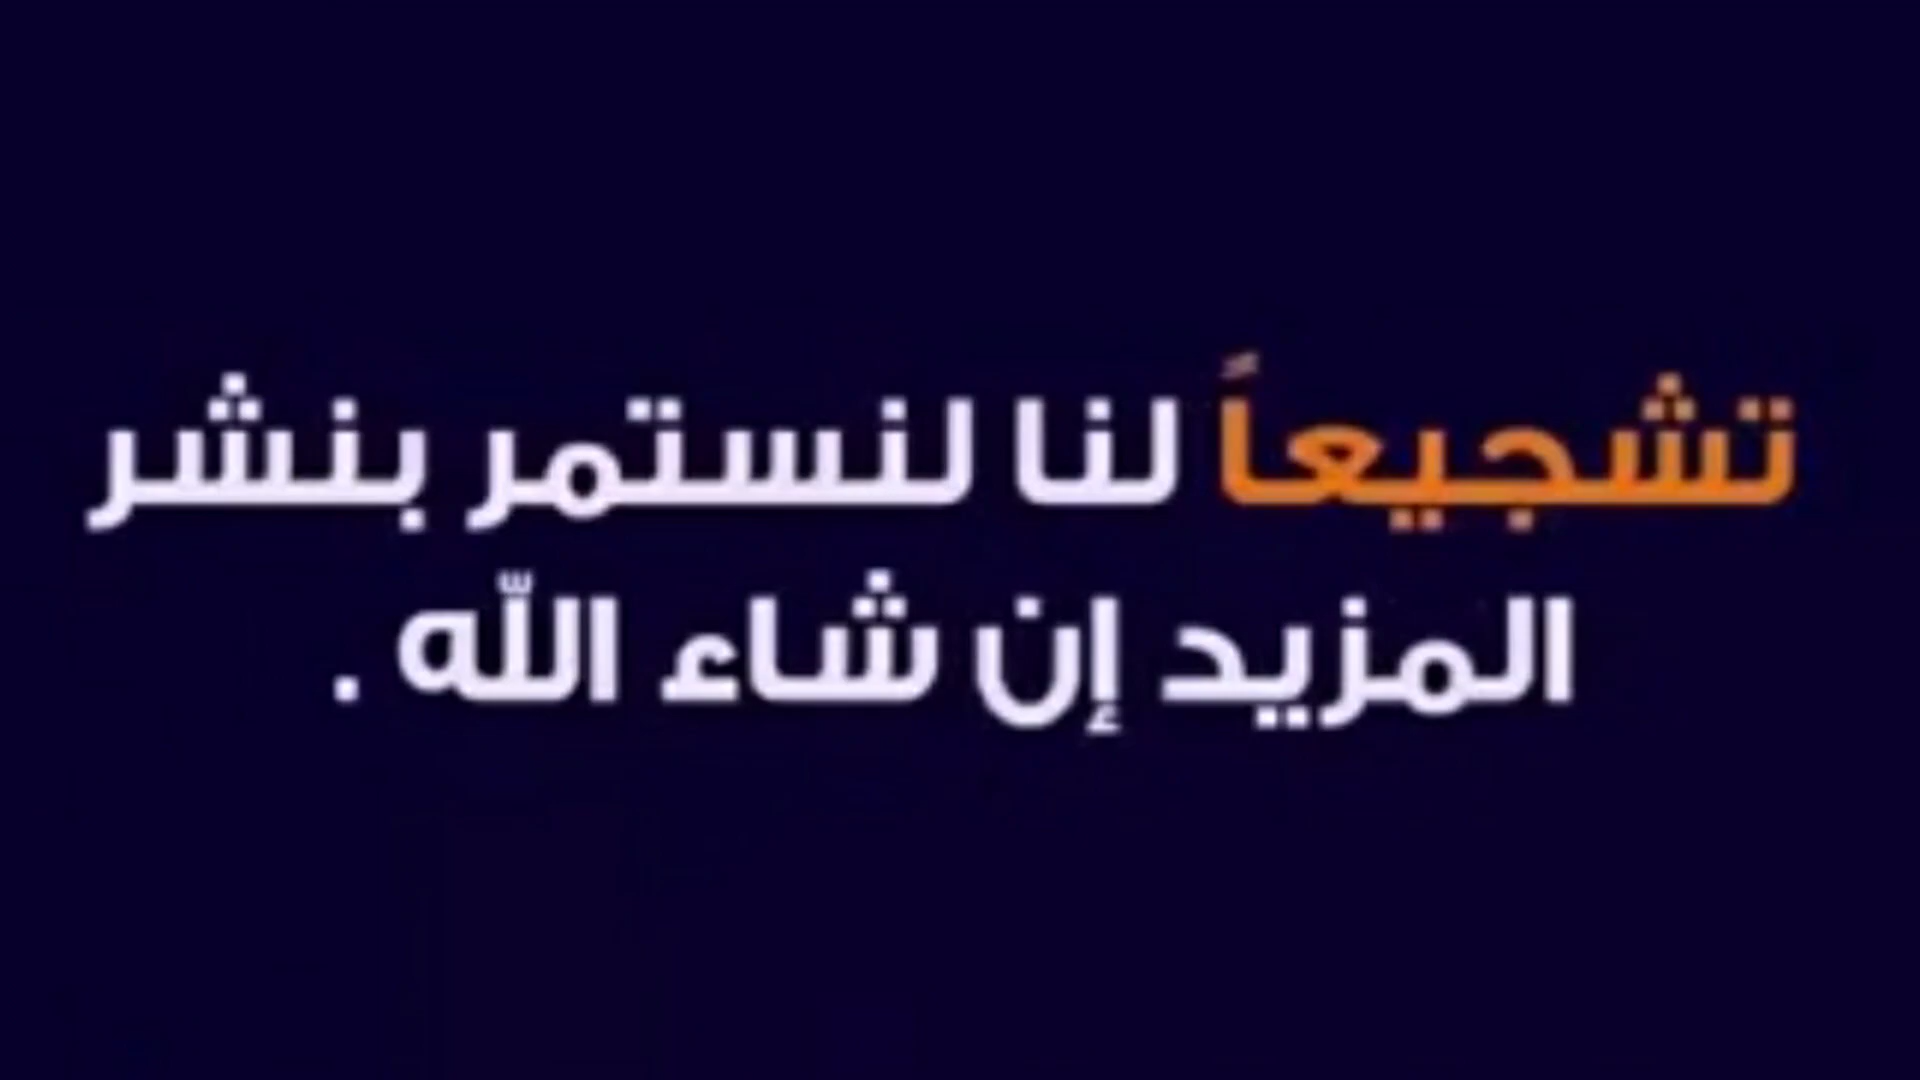 تشجيعاً لنا لنستمر بنشر
المزيد إن شاء اللّه .